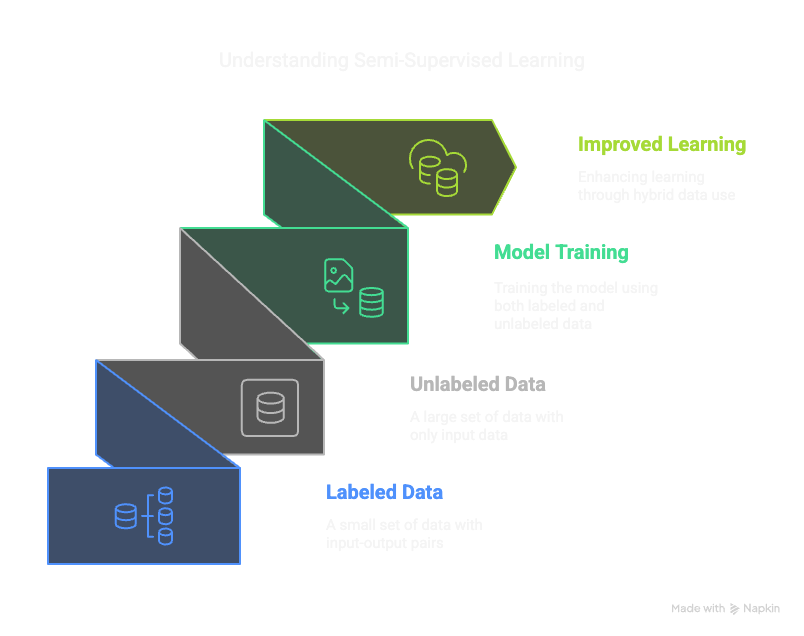 Understanding Semi-Supervised Learning
Improved Learning
Enhancing learning
through hybrid data use
Model Training
Training the model using
both labeled and
unlabeled data
Unlabeled Data
A large set of data with
only input data
Labeled Data
A small set of data with
input-output pairs
Made with Napkin